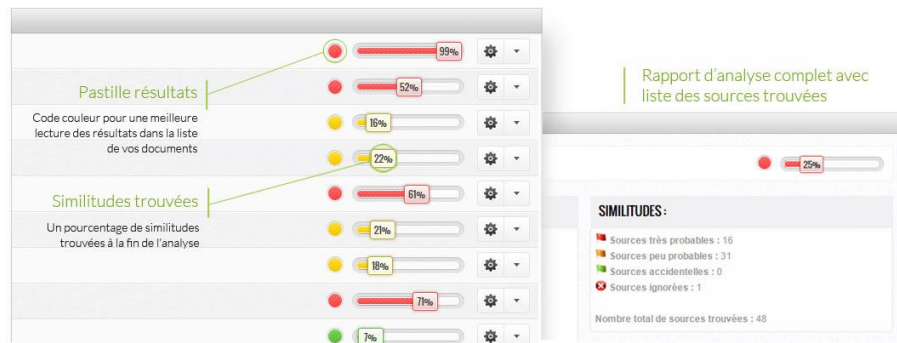 99%
52%
Pastille résultats
Code couleur pour une meilleure
lecture des résultats dans la liste
de vos documents
16%
22%
Similitudes trouvées
Un pourcentage de similitudes
trouvées à la fin de l'analyse
61%
21%
18%
71%
7%
Rapport d'analyse complet avec
liste des sources trouvées
25%
SIMILITUDES :
Sources très probables : 16
Sources peu probables : 31
Sources accidentelles : 0
Sources ignorées : 1
Nombre total de sources trouvées : 48